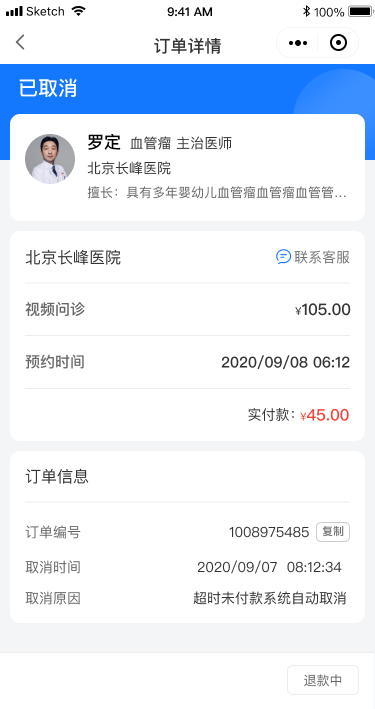 Sketch
9:41 AM
100%
订单详情
已取消
罗定 血管瘤 主治医师
北京长峰医院
擅长：具有多年婴幼儿血管瘤血管瘤血管管...
北京长峰医院
联系客服
视频问诊
¥105.00
预约时间
2020/09/08 06:12
实付款：¥45.00
订单信息
订单编号
1008975485 复制
取消时间
2020/09/07 08:12:34
取消原因
超时未付款系统自动取消
退款中